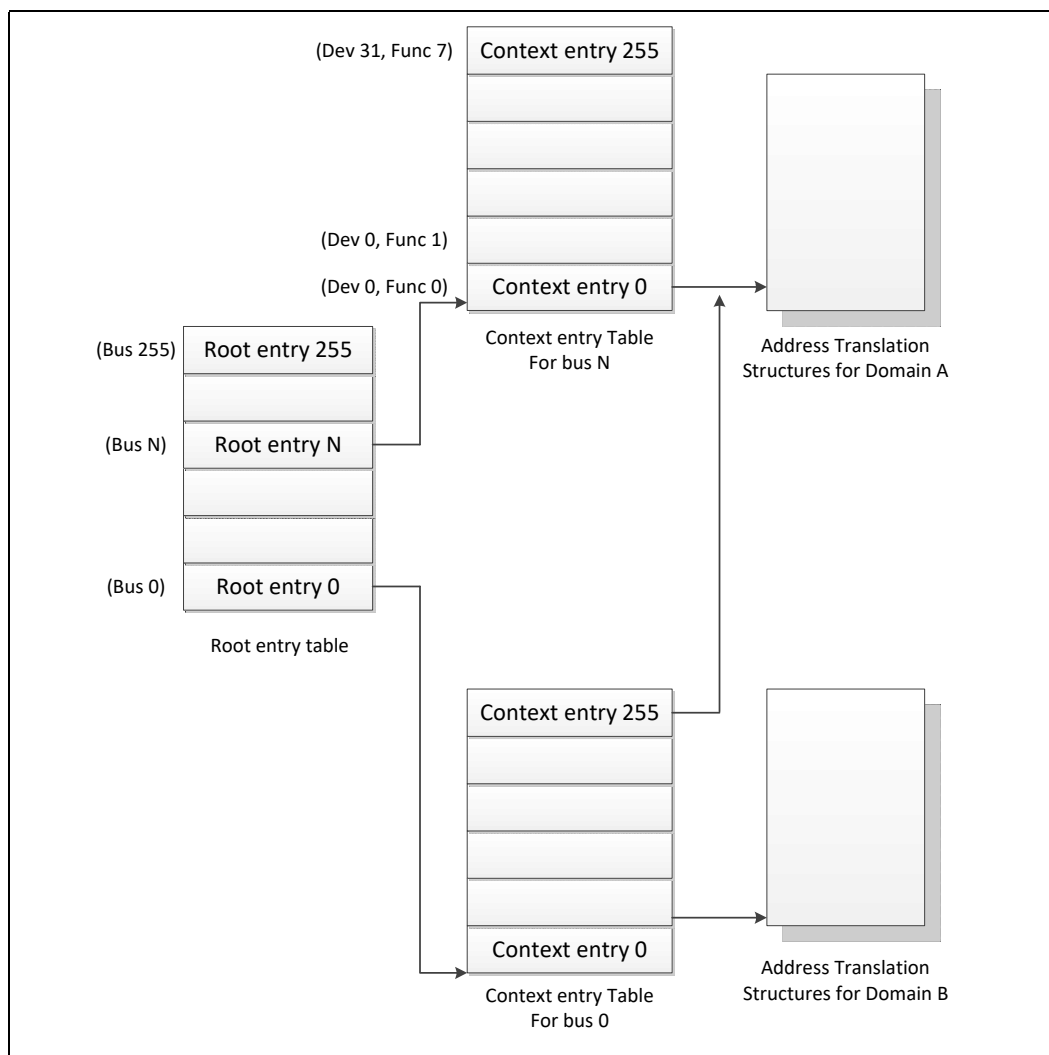 (Dev 31, Func 7) Context entry 255
(Dev 0, Func 1)
(Dev 0, Func 0) Context entry 0
Context entry Table
For bus N
Address Translation
Structures for Domain A
(Bus 255) Root entry 255
(Bus N) Root entry N
(Bus 0) Root entry 0
Root entry table
Context entry 255
Context entry 0
Context entry Table
For bus 0
Address Translation
Structures for Domain B